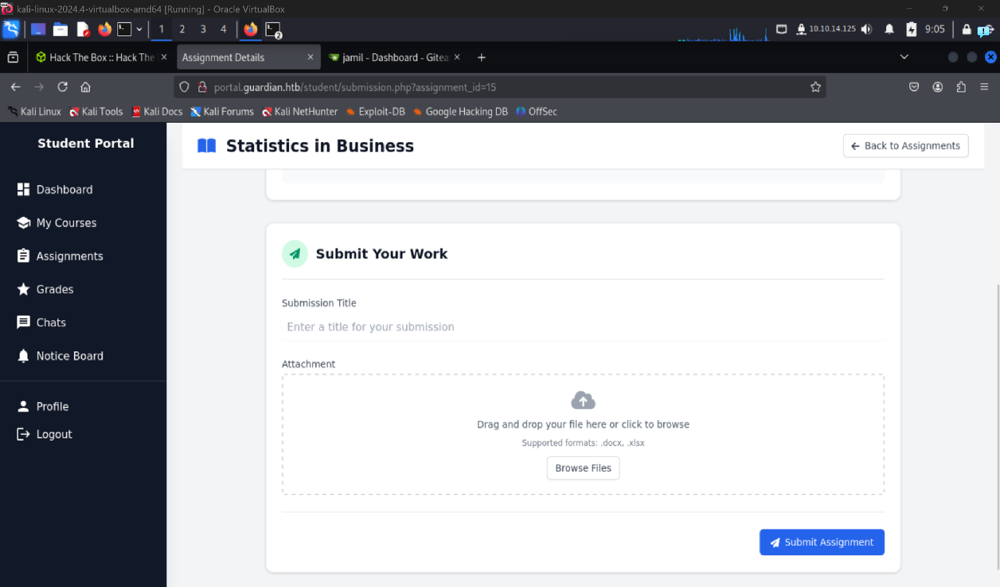 kali-linux-2024.4-virtualbox-amd64 [Running] - Oracle VirtualBox
1 2 3 4
2
10.10.14.125
9:05
Hack The Box :: Hack The
Assignment Details
jamil - Dashboard - Gitea:
portal.guardian.htb/student/submission.php?assignment_id=15
Kali Linux
Kali Tools
Kali Docs
Kali Forums
Kali NetHunter
Exploit-DB
Google Hacking DB
OffSec
Student Portal
Dashboard
My Courses
Assignments
Grades
Chats
Notice Board
Profile
Logout
Statistics in Business
Back to Assignments
Submit Your Work
Submission Title
Enter a title for your submission
Attachment
Drag and drop your file here or click to browse
Supported formats: .docx, .xlsx
Browse Files
Submit Assignment